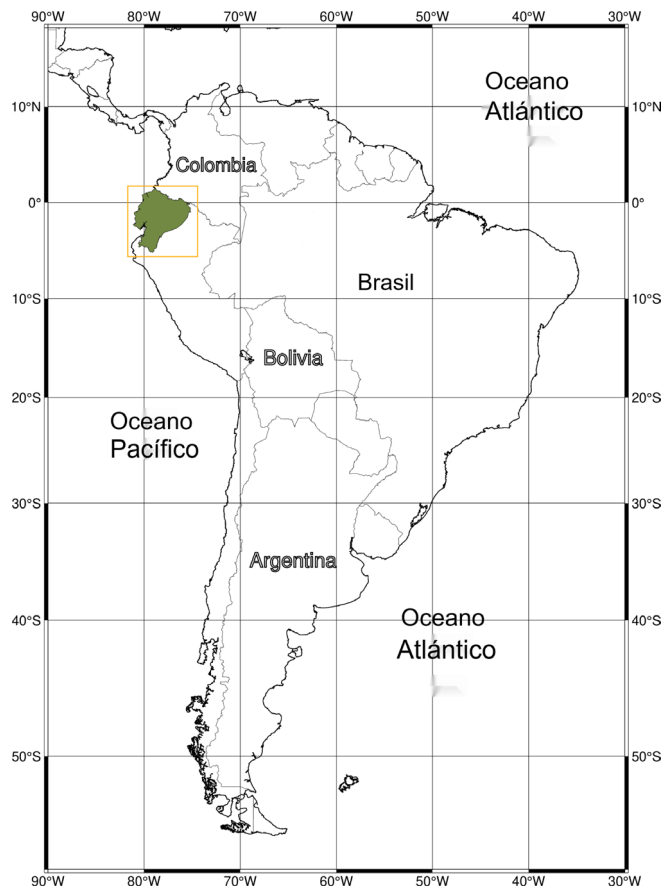 90°W 80°W 70°W 60°W 50°W 40°W 30°W
Oceano
Atlántico
10°N 10°N
Colombia
0° 0°
Brasil
10°S 10°S
Bolivia
20°S 20°S
Oceano
Pacífico
30°S 30°S
Argentina
40°S 40°S
Oceano
Atlántico
50°S 50°S
90°W 80°W 70°W 60°W 50°W 40°W 30°W